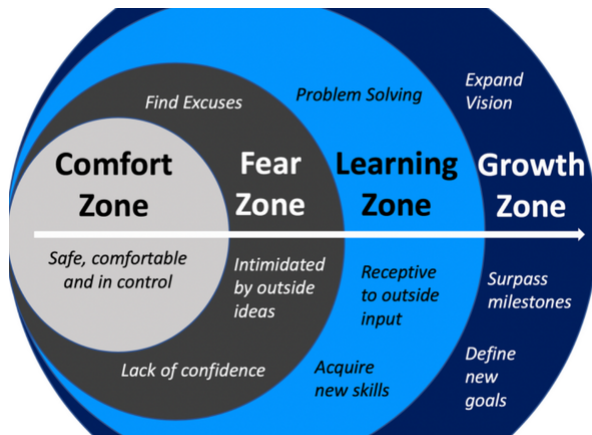 Comfort
Zone
Safe, comfortable
and in control
Find Excuses
Fear
Zone
Intimidated
by outside
ideas
Lack of confidence
Problem Solving
Learning
Zone
Receptive
to outside
input
Acquire
new skills
Expand
Vision
Growth
Zone
Surpass
milestones
Define
new
goals